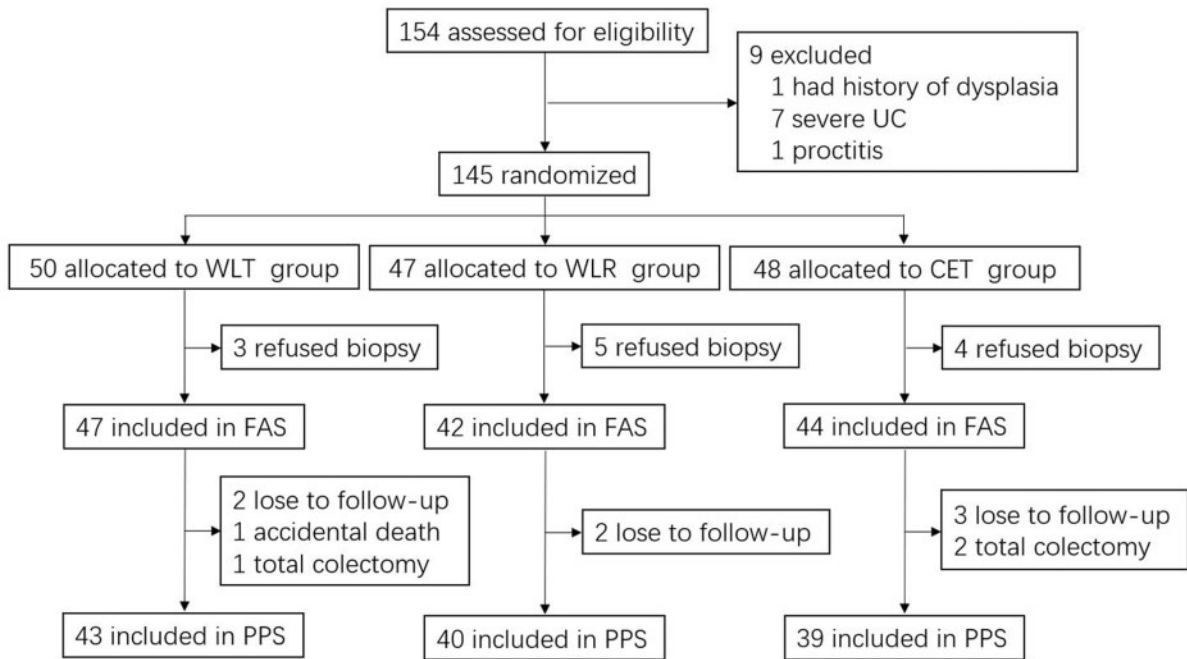 154 assessed for eligibility
9 excluded
1 had history of dysplasia
7 severe UC
1 proctitis
145 randomized
50 allocated to WLT group
47 allocated to WLR group
48 allocated to CET group
3 refused biopsy
5 refused biopsy
4 refused biopsy
47 included in FAS
42 included in FAS
44 included in FAS
2 lose to follow-up
1 accidental death
1 total colectomy
2 lose to follow-up
3 lose to follow-up
2 total colectomy
43 included in PPS
40 included in PPS
39 included in PPS